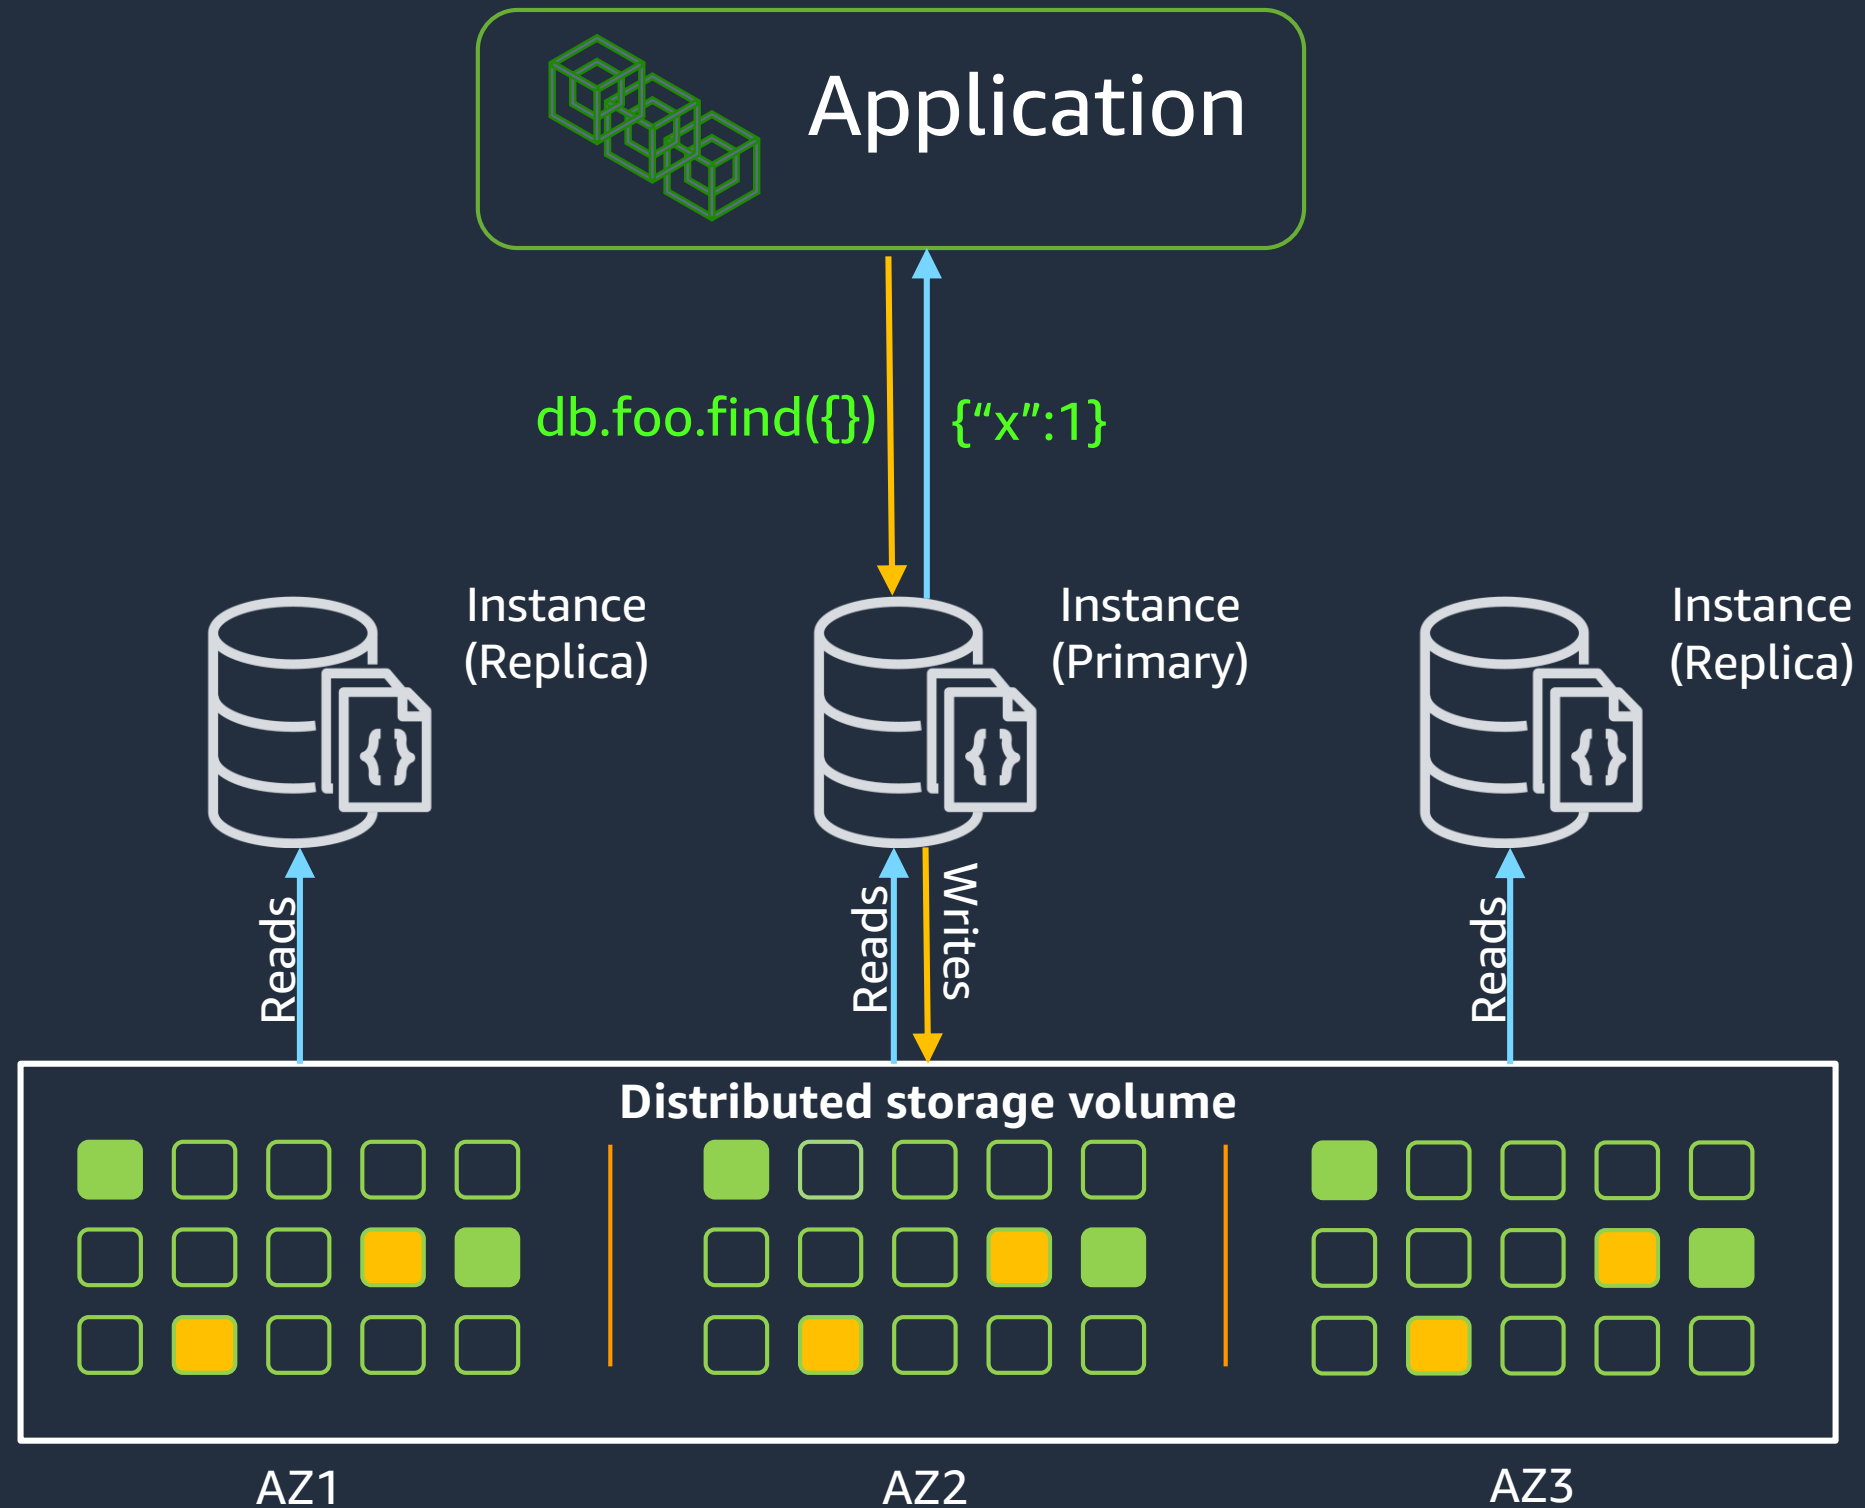 Application
db.foo.find({})
{“x”:1}
Instance
(Replica)
Instance
(Primary)
Instance
(Replica)
Reads
Reads
Writes
Reads
Distributed storage volume
AZ1
AZ2
AZ3